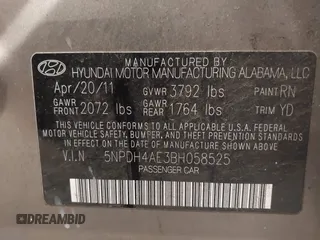 MANUFACTURED BY
HYUNDAI MOTOR MANUFACTURING ALABAMA, LLC
Apr/20/11 GVWR 3792 lbs PAINT RN
GAWR FRONT 2072 lbs GAWR REAR 1764 lbs TRIM YD
THIS VEHICLE CONFORMS TO ALL APPLICABLE FEDERAL
MOTOR VEHICLE SAFETY, BUMPER, AND THEFT PREVENTION
STANDARDS IN EFFECT ON THE DATE OF MANUFACTURE
SHOWN ABOVE.
V.I.N 5NPDH4AE3BH058525
PASSENGER CAR
© DREAMBID